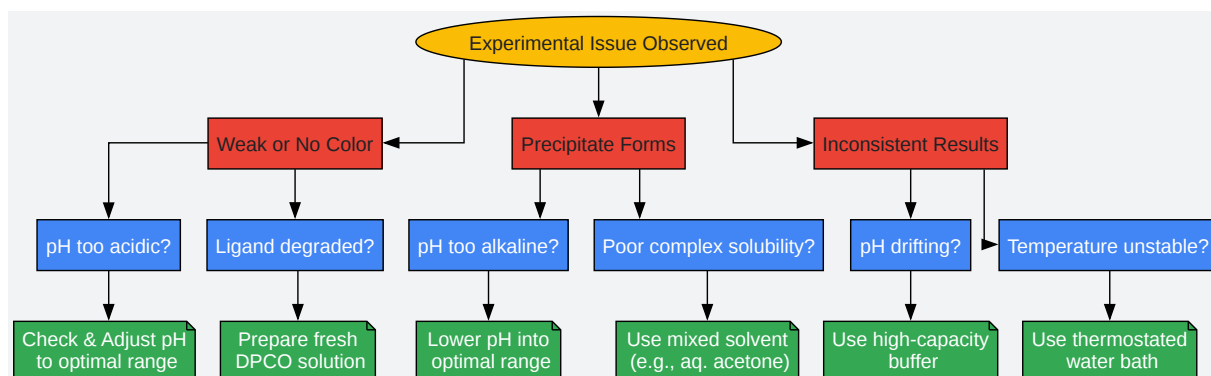 Experimental Issue Observed
Weak or No Color
Precipitate Forms
Inconsistent Results
pH too acidic?
Ligand degraded?
pH too alkaline?
Poor complex solubility?
pH drifting?
Temperature unstable?
Check & Adjust pH
to optimal range
Prepare fresh
DPCO solution
Lower pH into
optimal range
Use mixed solvent
(e.g., aq. acetone)
Use high-capacity
buffer
Use thermostated
water bath